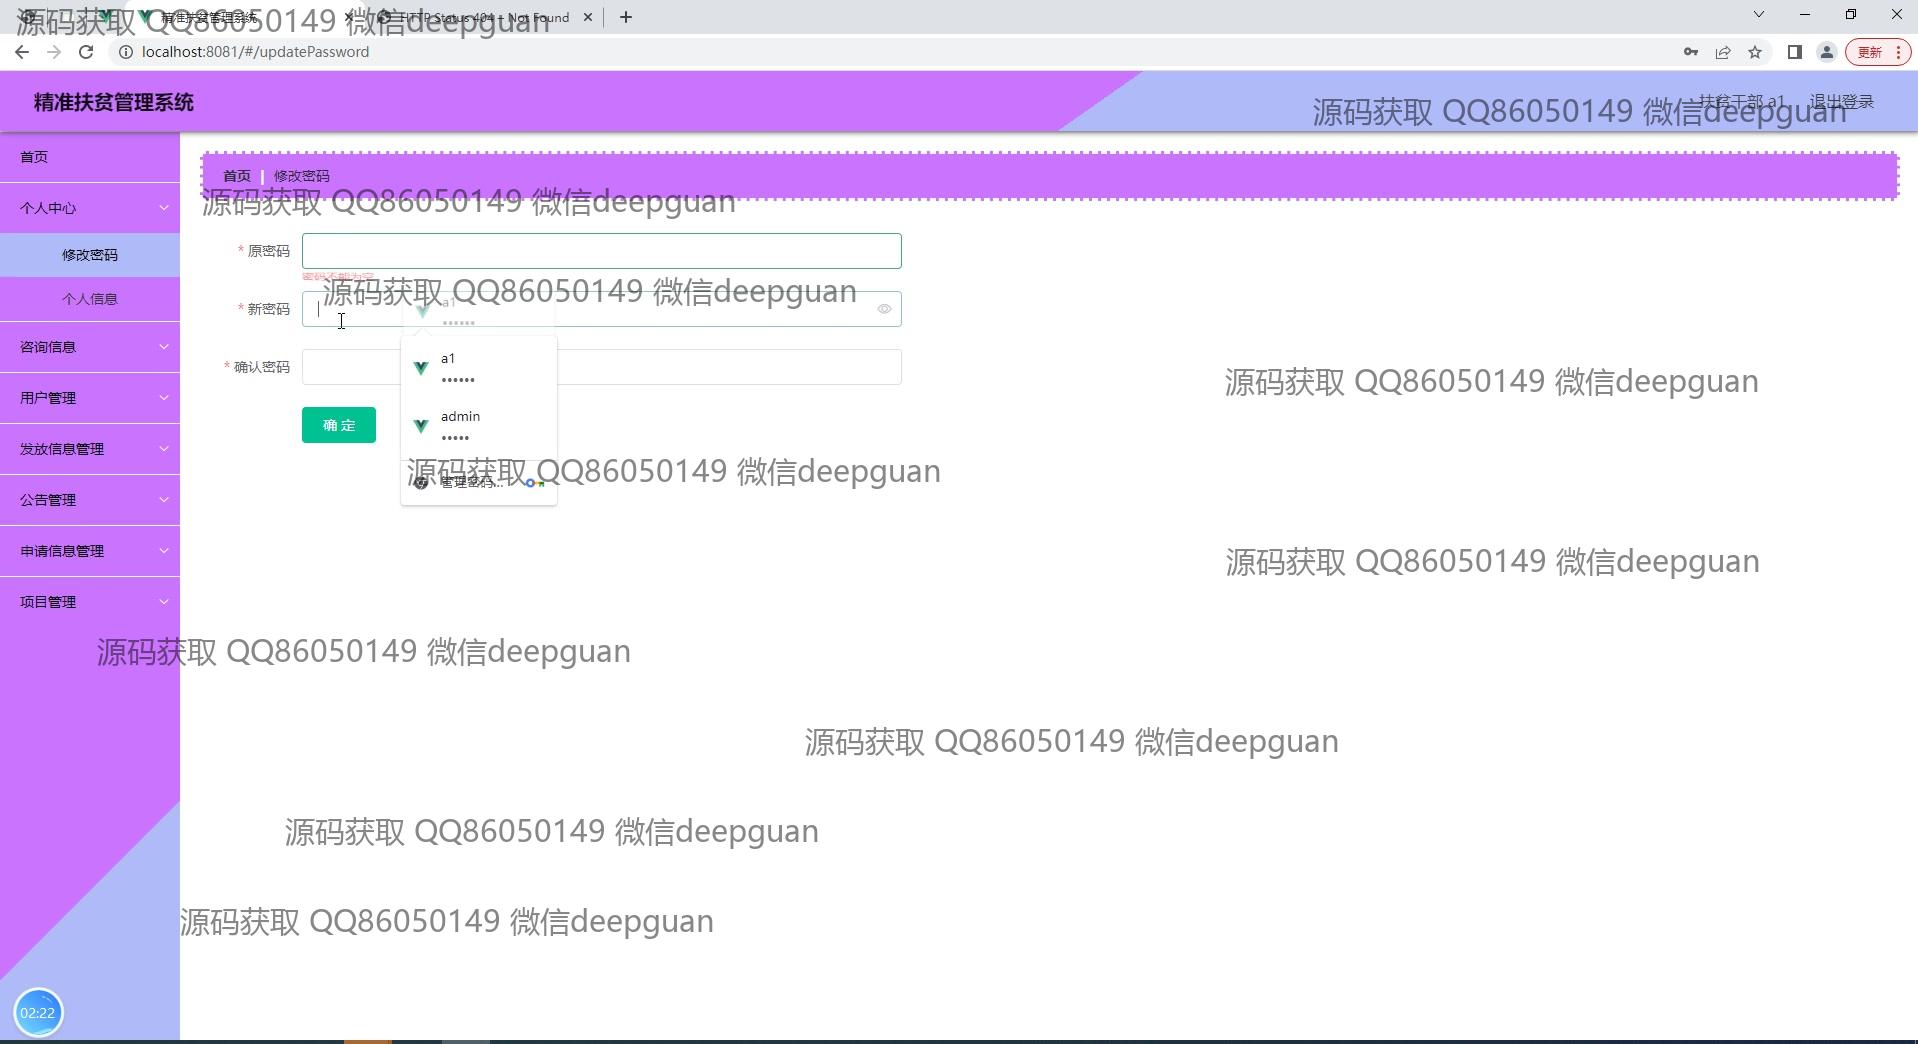 精准扶贫管理系统
HTTP Status 404 – Not Found
源码获取 QQ86050149 微信deepguan
localhost:8081/#/updatePassword
更新
精准扶贫管理系统
扶贫干部 a1
退出登录
源码获取 QQ86050149 微信deepguan
首页
首页 | 修改密码
源码获取 QQ86050149 微信deepguan
个人中心
修改密码
个人信息
咨询信息
用户管理
发放信息管理
公告管理
申请信息管理
项目管理
* 原密码
密码不能为空
源码获取 QQ86050149 微信deepguan
* 新密码
a1
••••••
* 确认密码
a1
••••••
确 定
admin
•••••
源码获取 QQ86050149 微信deepguan
管理密码...
源码获取 QQ86050149 微信deepguan
源码获取 QQ86050149 微信deepguan
源码获取 QQ86050149 微信deepguan
源码获取 QQ86050149 微信deepguan
源码获取 QQ86050149 微信deepguan
源码获取 QQ86050149 微信deepguan
02:22